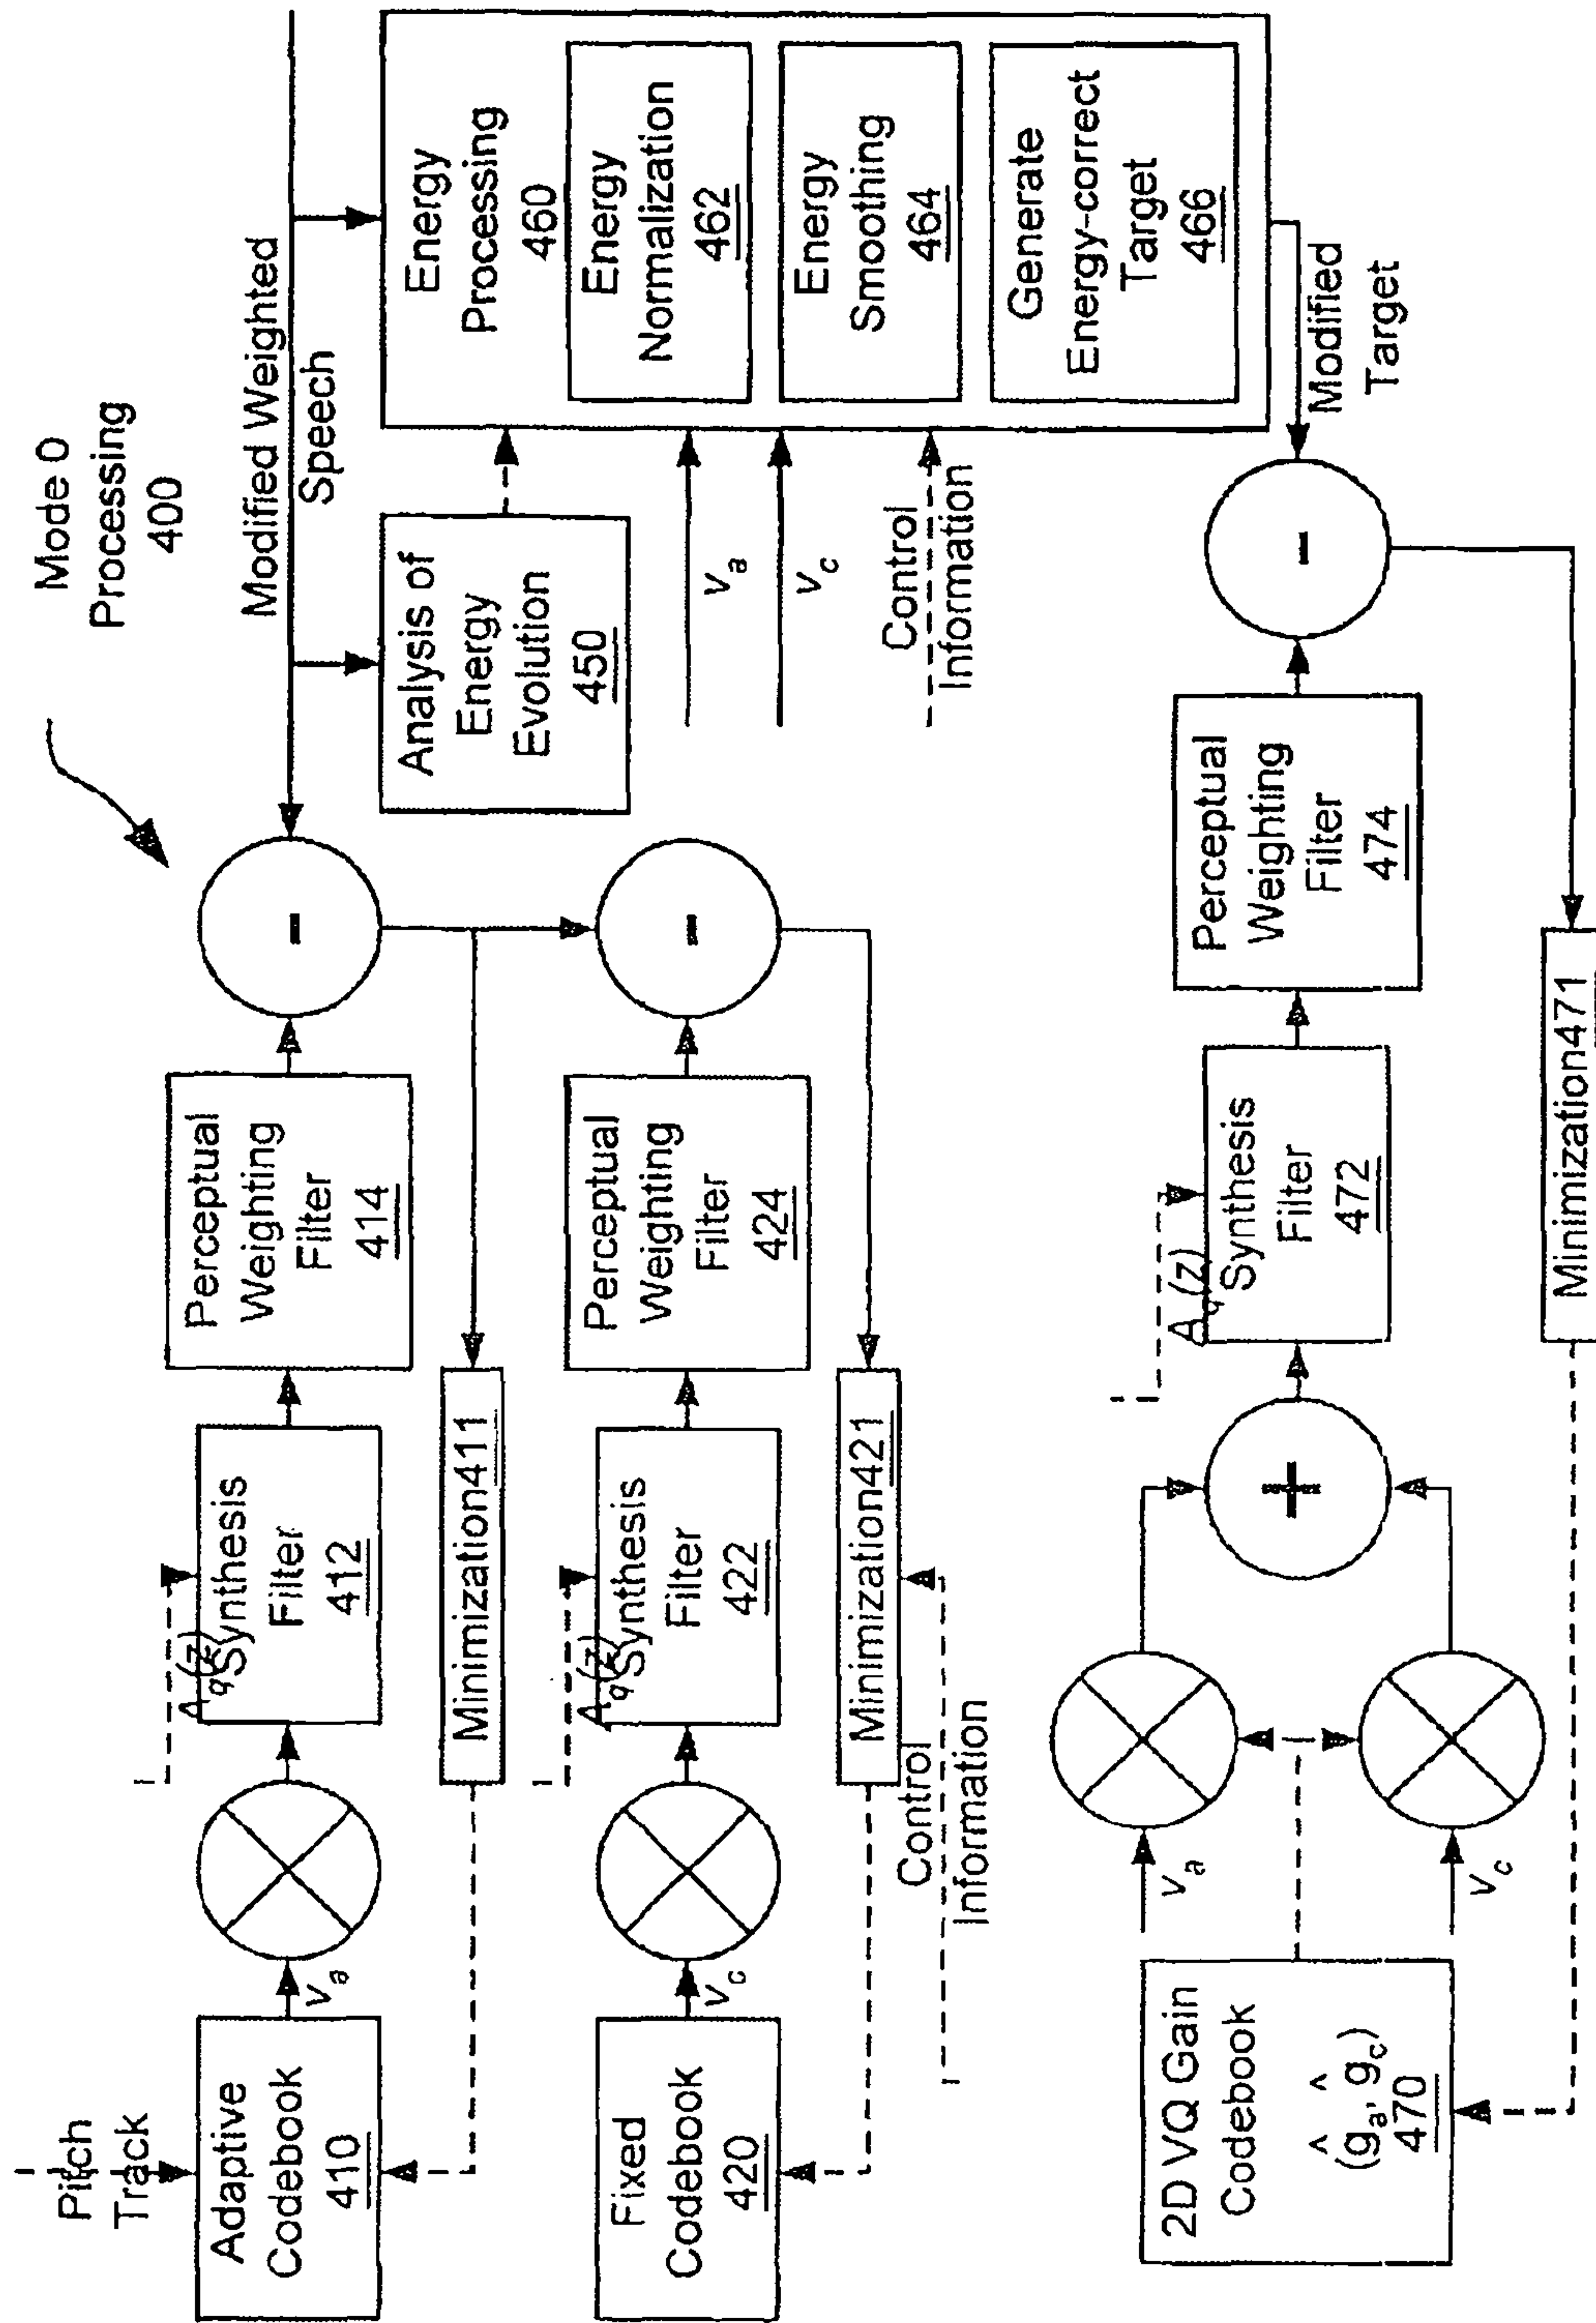 Mode 0
Processing
400
Pitch
Track
Adaptive
Codebook
410
v_a
A_q(z)
Synthesis
Filter
412
Perceptual
Weighting
Filter
414
-
Modified Weighted
Speech
Minimization411
Analysis of
Energy
Evolution
450
Energy
Processing
460
Energy
Normalization
462
Energy
Smoothing
464
Generate
Energy-correct
Target
466
v_a
v_c
Control
Information
Fixed
Codebook
420
v_c
A_q(z)
Synthesis
Filter
422
Perceptual
Weighting
Filter
424
-
Minimization421
Control
Information
Modified
Target
2D VQ Gain
Codebook
(ĝ_a, ĝ_c)
470
v_a
v_c
+
A_q(z)
Synthesis
Filter
472
Perceptual
Weighting
Filter
474
-
Minimization471